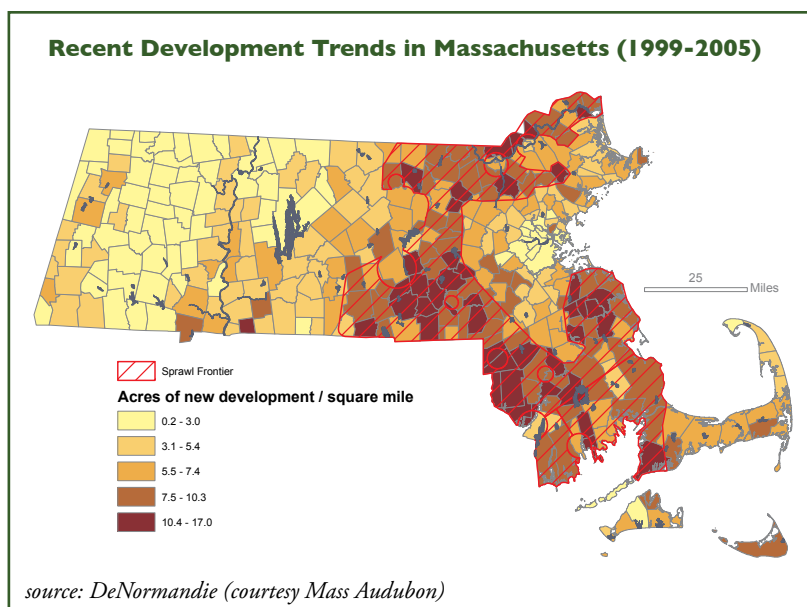 Recent Development Trends in Massachusetts (1999-2005)
25
Miles
Sprawl Frontier
Acres of new development / square mile
0.2 - 3.0
3.1 - 5.4
5.5 - 7.4
7.5 - 10.3
10.4 - 17.0
source: DeNormandie (courtesy Mass Audubon)